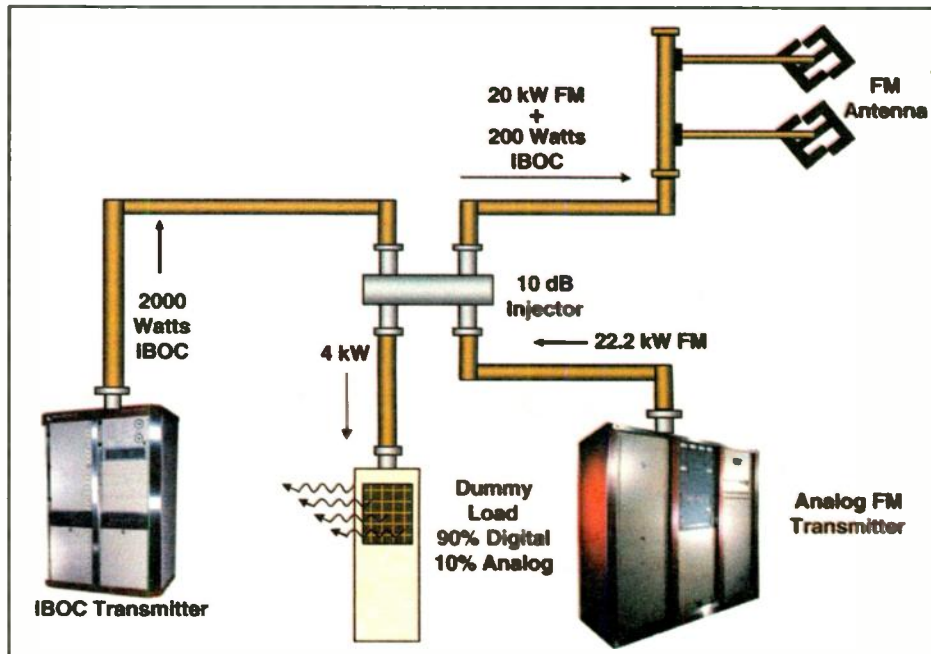 20 kW FM
+
200 Watts
IBOC
FM
Antenna
2000
Watts
IBOC
10 dB
Injector
4 kW
22.2 kW FM
Dummy
Load
90% Digital
10% Analog
Analog FM
Transmitter
IBOC Transmitter